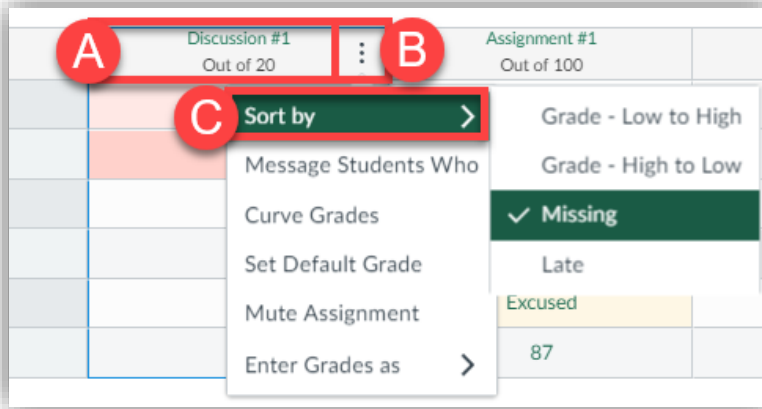 A
Discussion #1
Out of 20
B
Assignment #1
Out of 100
C
Sort by
Message Students Who
Curve Grades
Set Default Grade
Mute Assignment
Enter Grades as
Grade - Low to High
Grade - High to Low
Missing
Late
Excused
87